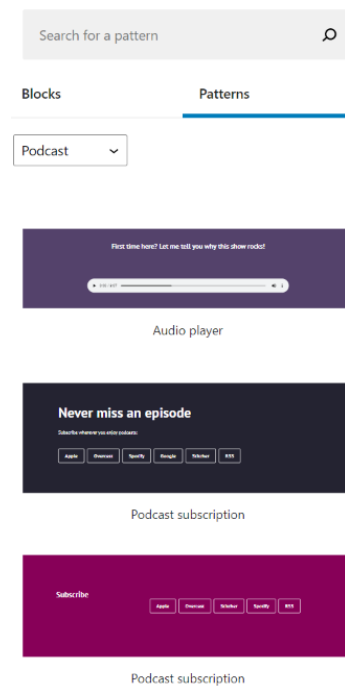 Search for a pattern
Blocks Patterns
Podcast
First time here? Let me tell you why this show rocks!
Audio player
Never miss an episode
Subscribe wherever you enjoy podcasts:
Apple Overcast Spotify Google Stitcher RSS
Podcast subscription
Subscribe
Apple Overcast Stitcher Spotify RSS
Podcast subscription